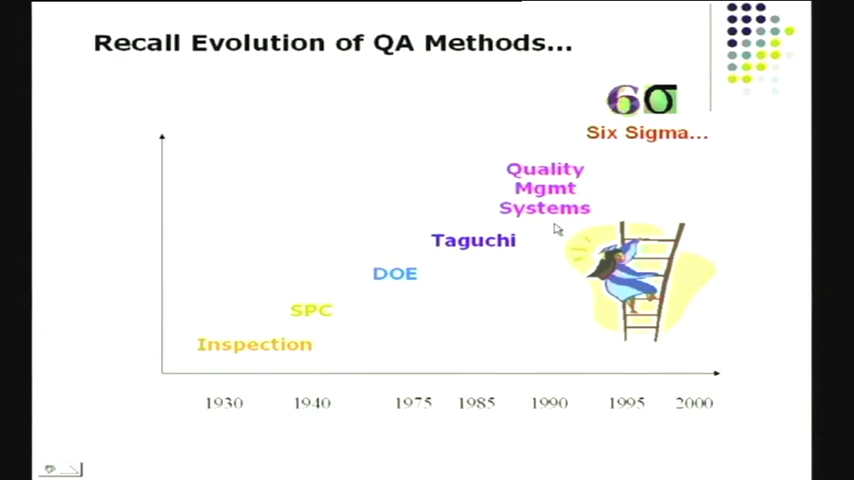 Recall Evolution of QA Methods...
6σ
Six Sigma...
Quality
Mgmt
Systems
Taguchi
DOE
SPC
Inspection
1930 1940 1975 1985 1990 1995 2000